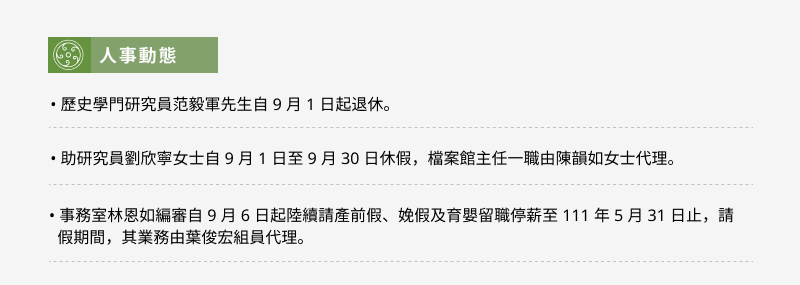 人事動態
• 歷史學門研究員范毅軍先生自 9 月 1 日起退休。
• 助研究員劉欣寧女士自 9 月 1 日至 9 月 30 日休假，檔案館主任一職由陳韻如女士代理。
• 事務室林恩如編審自 9 月 6 日起陸續請產前假、娩假及育嬰留職停薪至 111 年 5 月 31 日止，請
假期間，其業務由葉俊宏組員代理。